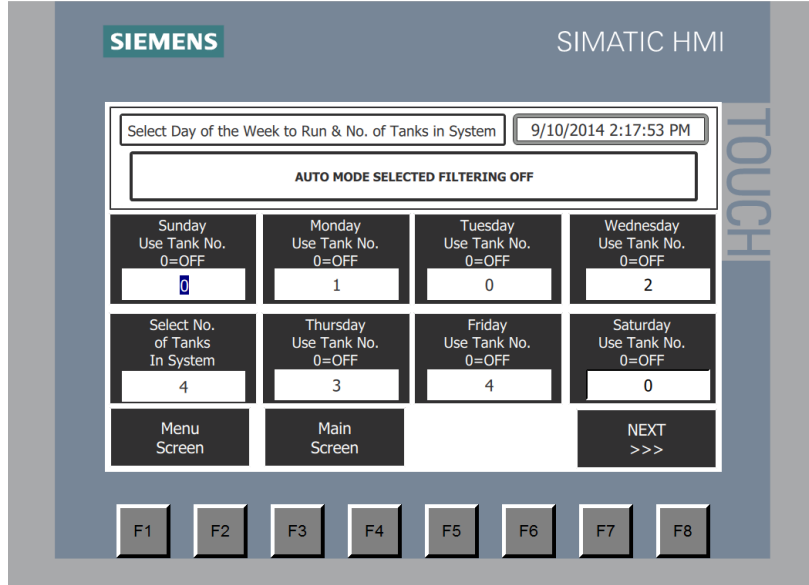 SIEMENS
SIMATIC HMI
TOUCH
Select Day of the Week to Run & No. of Tanks in System
9/10/2014 2:17:53 PM
AUTO MODE SELECTED FILTERING OFF
Sunday
Use Tank No.
0=OFF
0
Monday
Use Tank No.
0=OFF
1
Tuesday
Use Tank No.
0=OFF
0
Wednesday
Use Tank No.
0=OFF
2
Select No.
of Tanks
In System
4
Thursday
Use Tank No.
0=OFF
3
Friday
Use Tank No.
0=OFF
4
Saturday
Use Tank No.
0=OFF
0
Menu
Screen
Main
Screen
NEXT
>>>
F1
F2
F3
F4
F5
F6
F7
F8